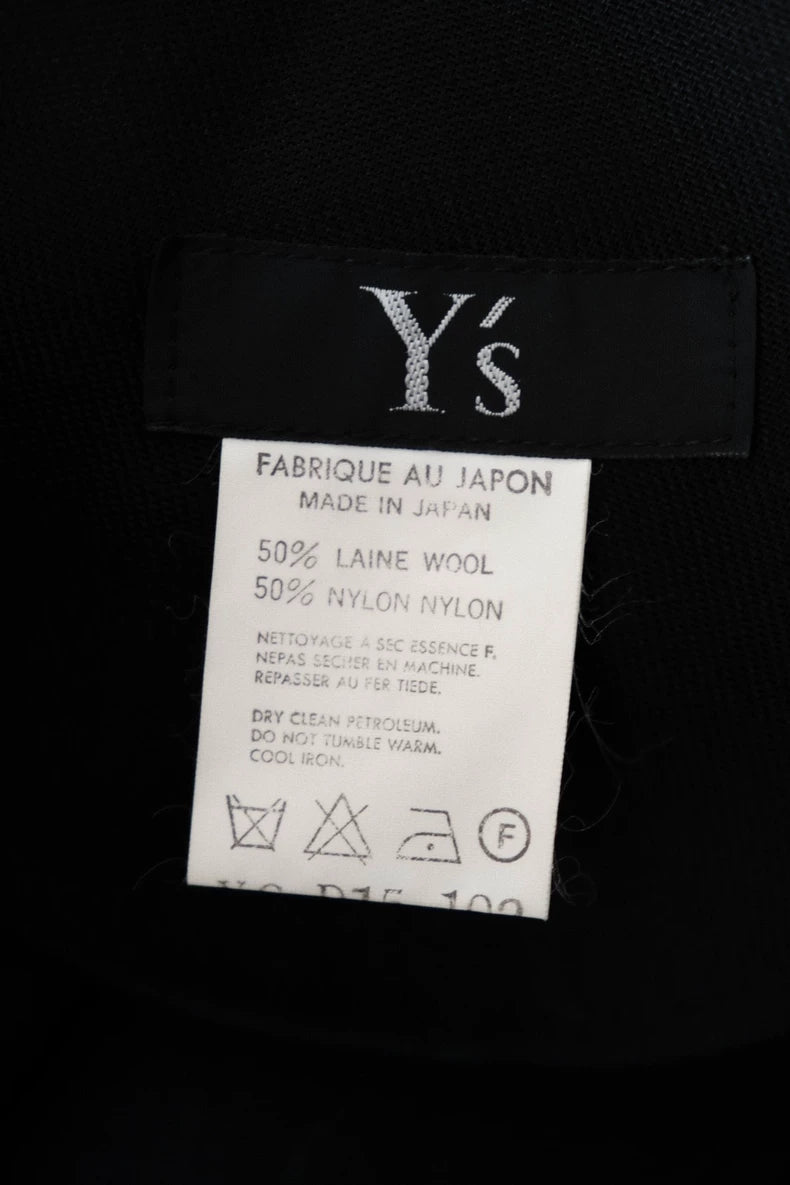 Y's
FABRIQUE AU JAPON
MADE IN JAPAN
50% LAINE WOOL
50% NYLON NYLON
NETTOYAGE A SEC ESSENCE F.
NEPAS SECHER EN MACHINE.
REPASSER AU FER TIEDE.
DRY CLEAN PETROLEUM.
DO NOT TUMBLE WARM.
COOL IRON.
F